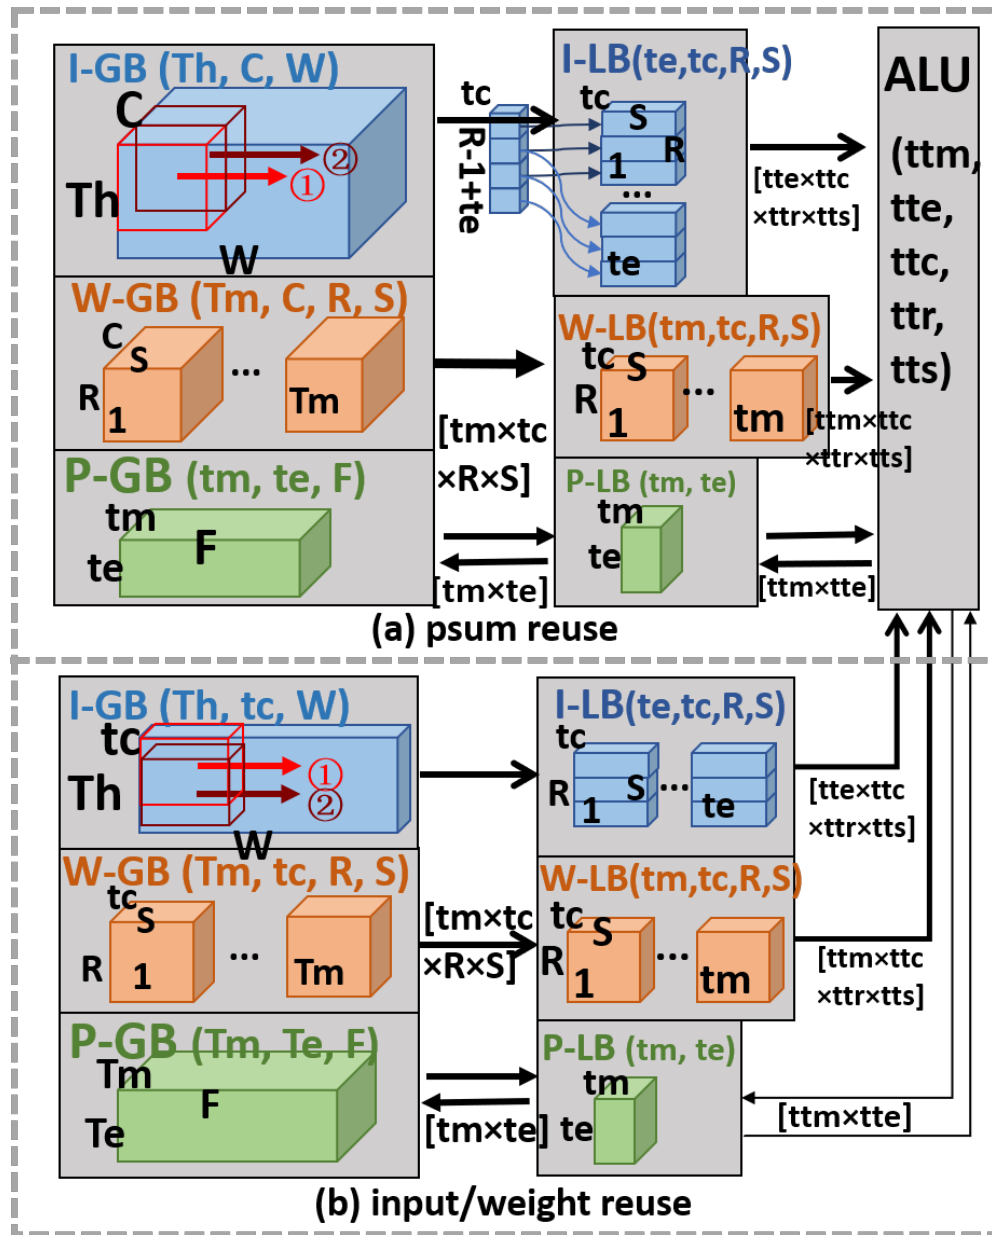 I-GB (Th, C, W)
C
Th
W
①
②
tc
R-1+te
I-LB(te,tc,R,S)
tc
S
1
R
...
te
[tte×ttc
×ttr×tts]
ALU
(ttm,
tte,
ttc,
ttr,
tts)
W-GB (Tm, C, R, S)
C
S
R
1
...
Tm
[tm×tc
×R×S]
W-LB(tm,tc,R,S)
tc
S
R
1
...
tm
[ttm×ttc
×ttr×tts]
P-GB (tm, te, F)
tm
F
te
[tm×te]
P-LB (tm, te)
tm
te
[ttm×tte]
(a) psum reuse
I-GB (Th, tc, W)
tc
Th
①
②
W
I-LB(te,tc,R,S)
tc
R
S
1
...
te
[tte×ttc
×ttr×tts]
W-GB (Tm, tc, R, S)
tc
S
R
1
...
Tm
[tm×tc
×R×S]
W-LB(tm,tc,R,S)
tc
S
R
1
...
tm
[ttm×ttc
×ttr×tts]
P-GB (Tm, Te, F)
Tm
F
Te
[tm×te]
P-LB (tm, te)
tm
te
[ttm×tte]
(b) input/weight reuse